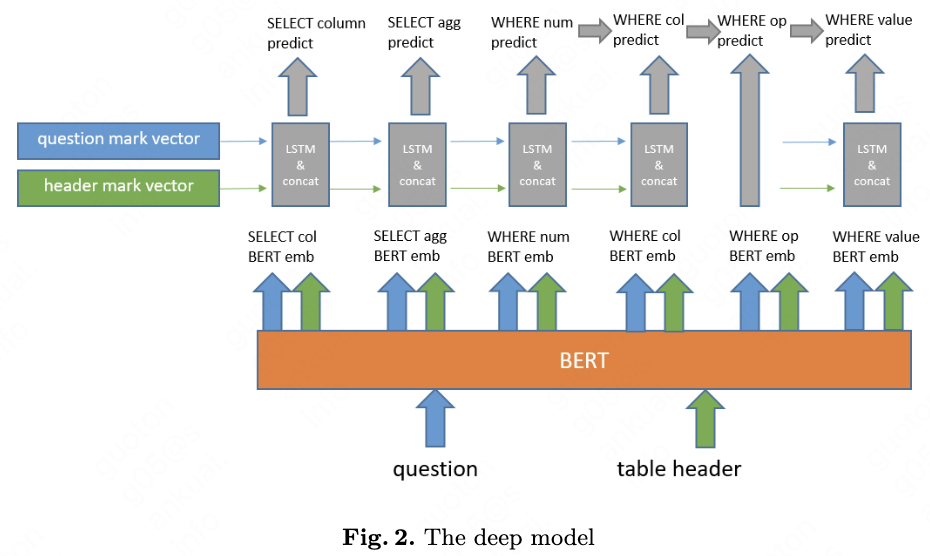 SELECT column
predict
SELECT agg
predict
WHERE num
predict
WHERE col
predict
WHERE op
predict
WHERE value
predict
question mark vector
header mark vector
LSTM
&
concat
LSTM
&
concat
LSTM
&
concat
LSTM
&
concat
LSTM
&
concat
SELECT col
BERT emb
SELECT agg
BERT emb
WHERE num
BERT emb
WHERE col
BERT emb
WHERE op
BERT emb
WHERE value
BERT emb
BERT
question
table header
Fig. 2. The deep model